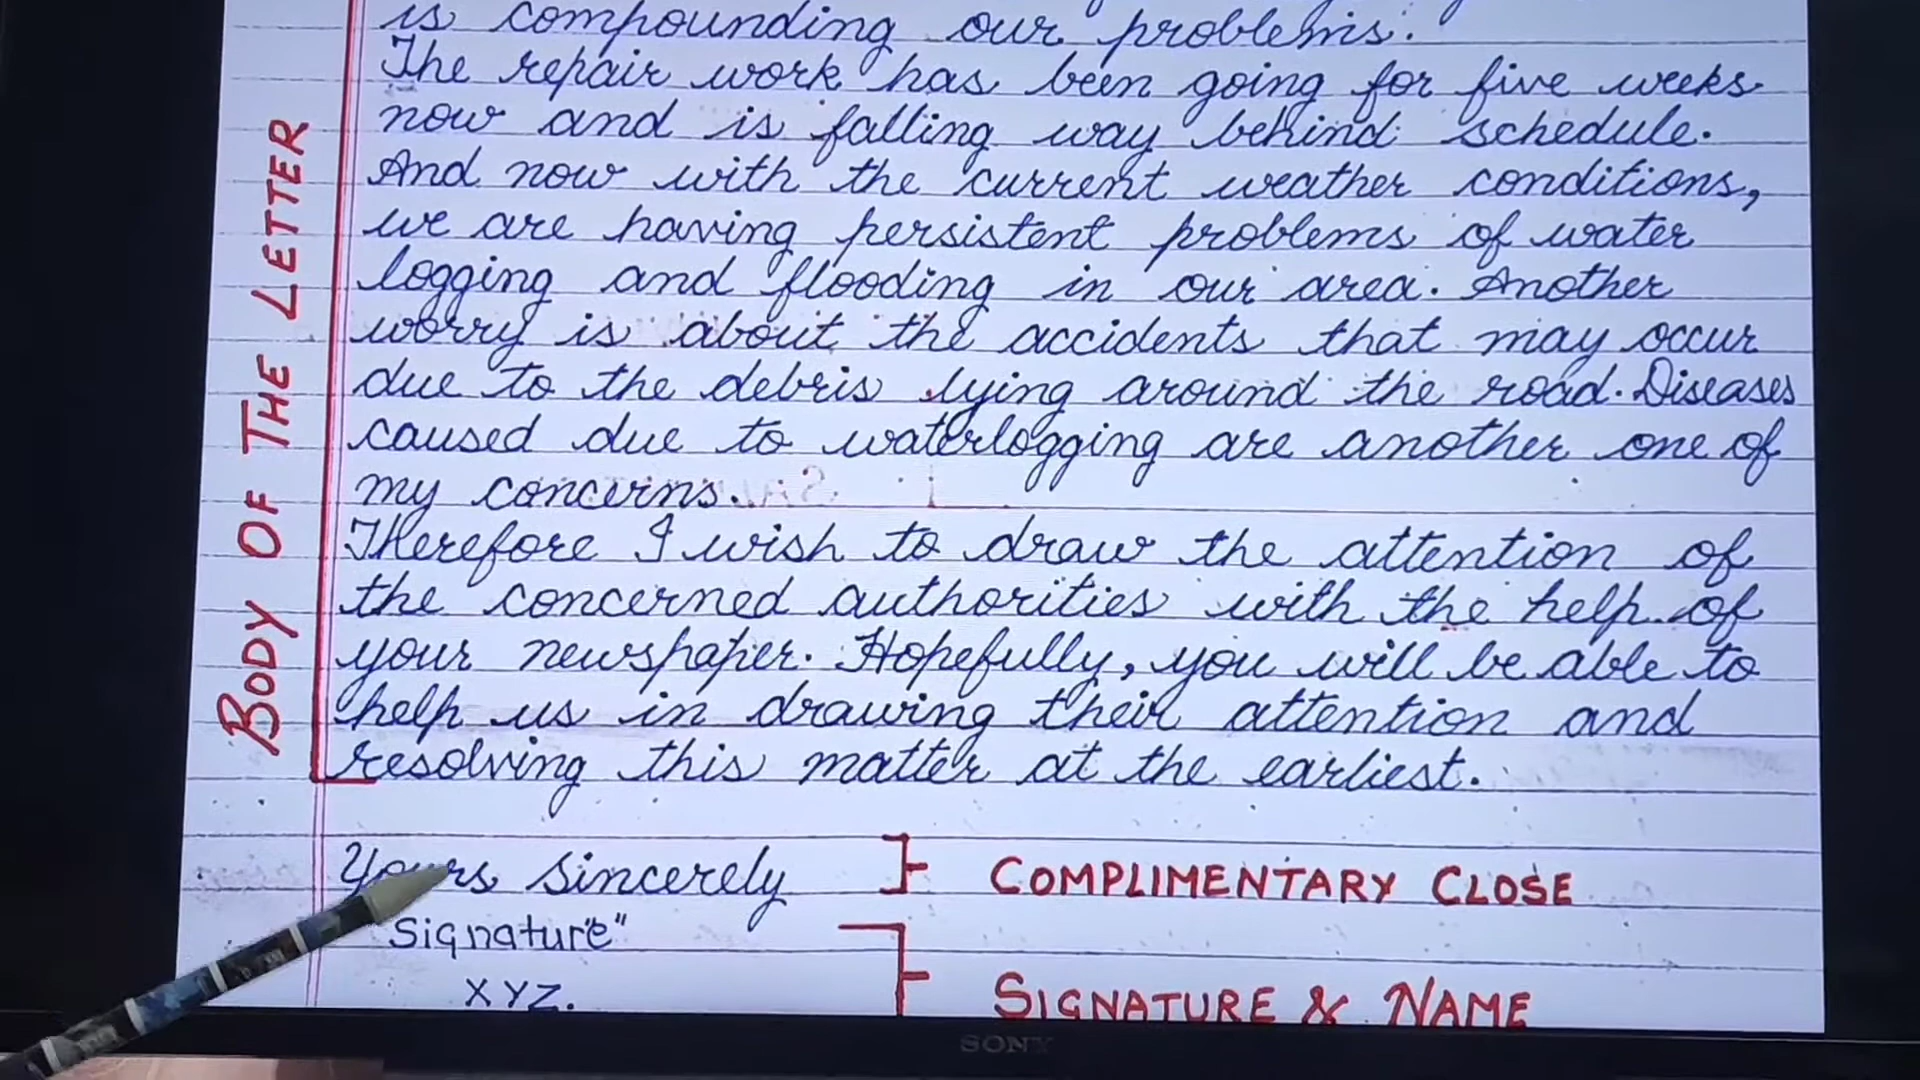 is compounding our problems.
The repair work has been going for five weeks
now and is falling way behind schedule.
And now with the current weather conditions,
we are having persistent problems of water
logging and flooding in our area. Another
worry is about the accidents that may occur
due to the debris lying around the road. Diseases
caused due to waterlogging are another one of
my concerns.
Therefore I wish to draw the attention of
the concerned authorities with the help of
your newspaper. Hopefully, you will be able to
help us in drawing their attention and
resolving this matter at the earliest.
BODY OF THE LETTER
Yours sincerely
COMPLIMENTARY CLOSE
"Signature"
XYZ.
SIGNATURE & NAME
SONY